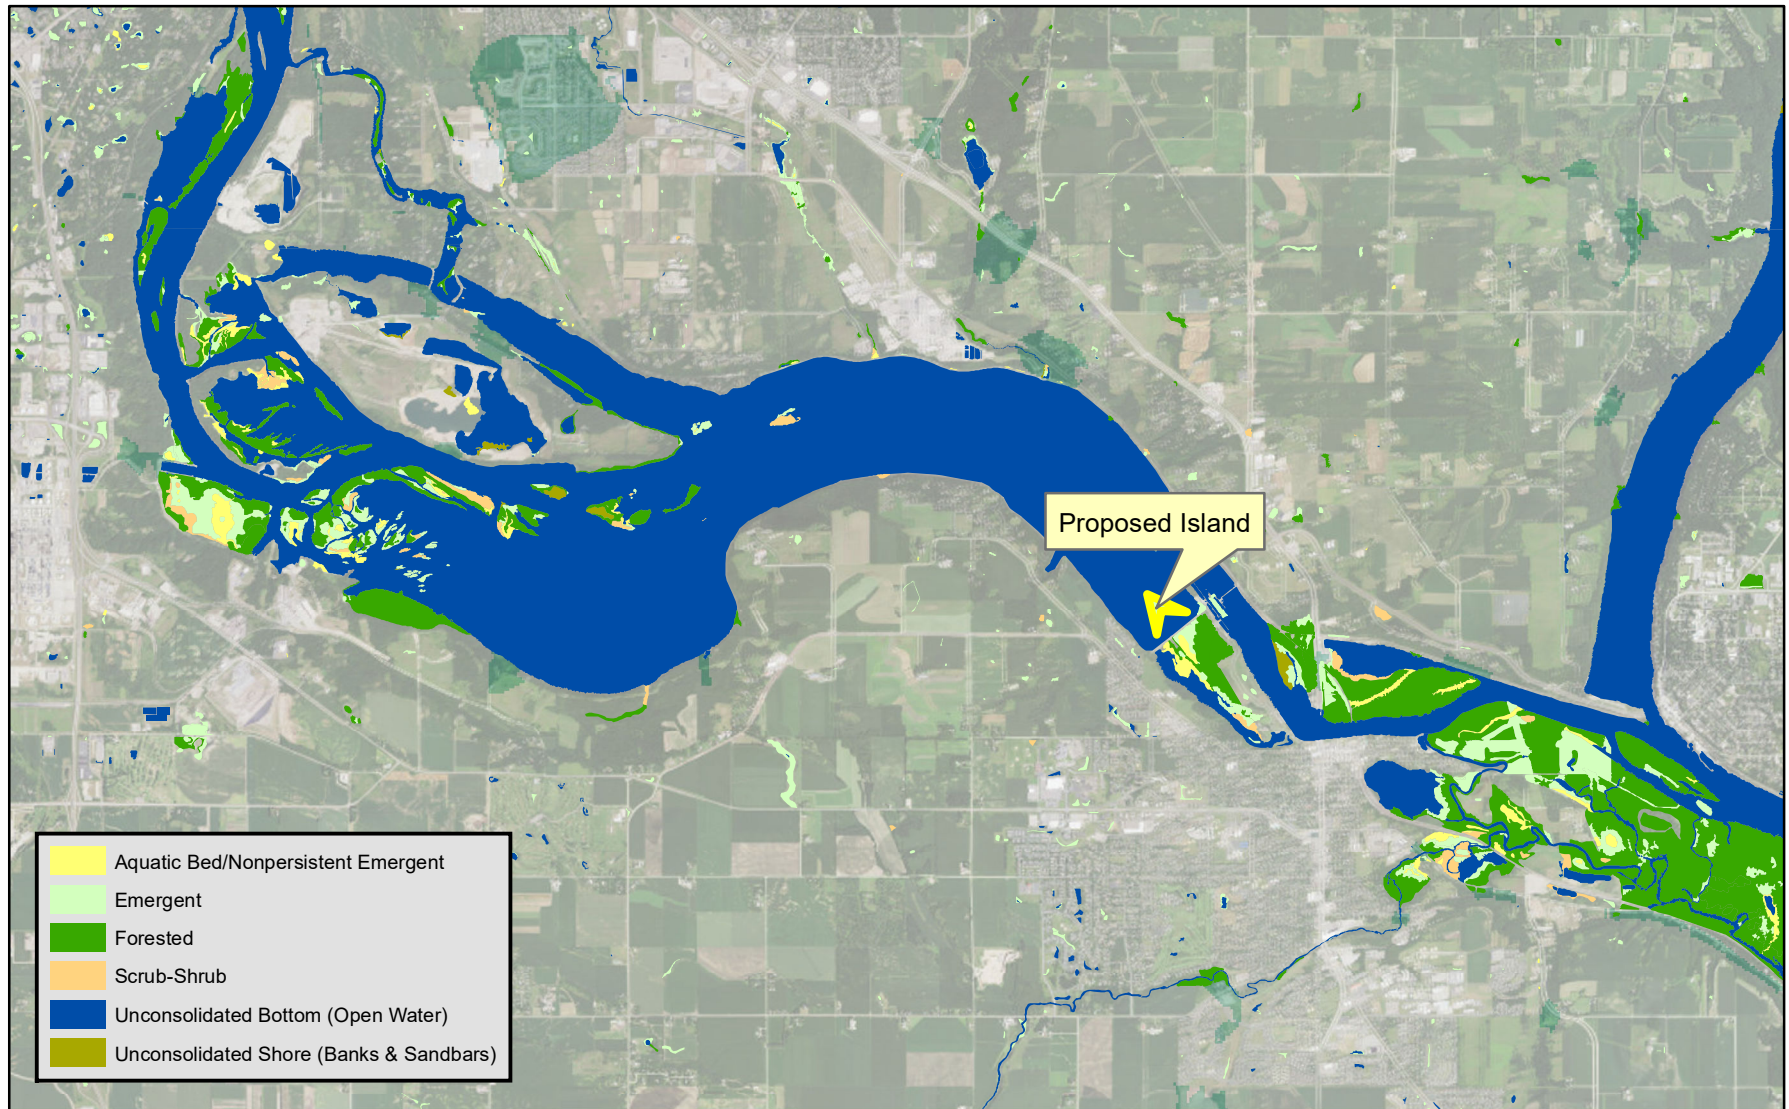 Proposed Island
Aquatic Bed/Nonpersistent Emergent
Emergent
Forested
Scrub-Shrub
Unconsolidated Bottom (Open Water)
Unconsolidated Shore (Banks & Sandbars)